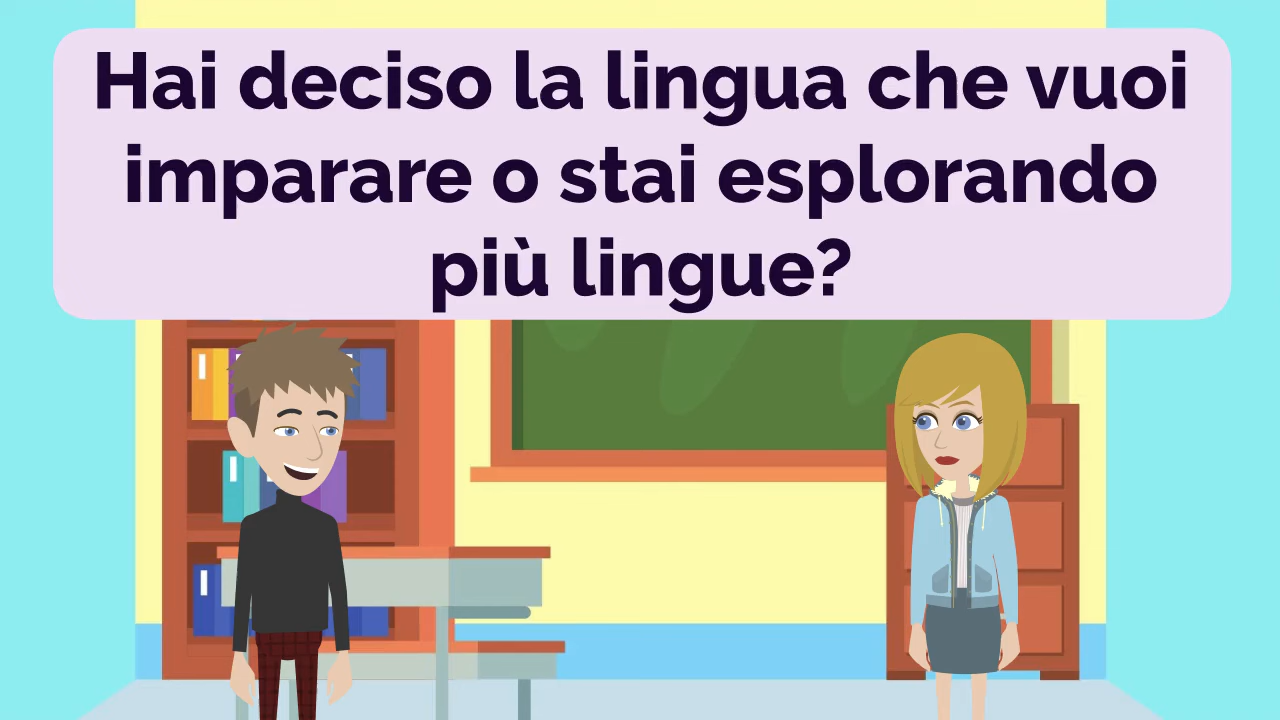 Hai deciso la lingua che vuoi
imparare o stai esplorando
più lingue?